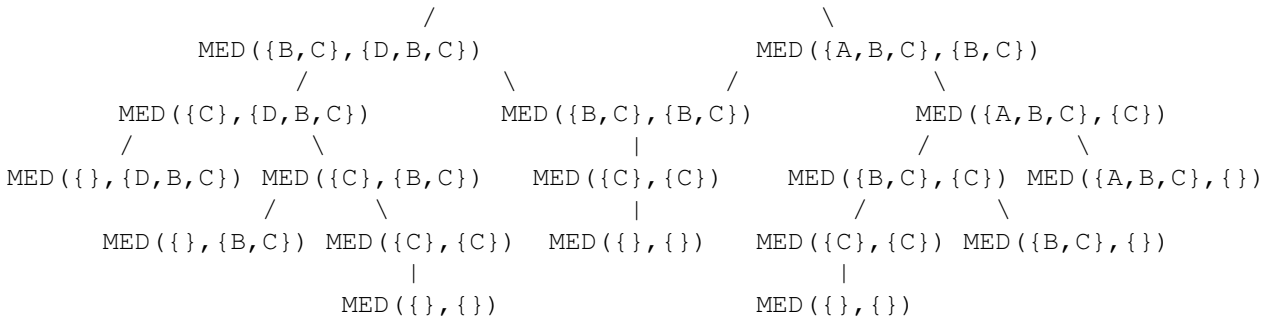 MED({B,C},{D,B,C}) MED({A,B,C},{B,C})
MED({C},{D,B,C}) MED({B,C},{B,C}) MED({A,B,C},{C})
MED({},{D,B,C}) MED({C},{B,C}) MED({C},{C}) MED({B,C},{C}) MED({A,B,C},{})
MED({},{B,C}) MED({C},{C}) MED({},{}) MED({C},{C}) MED({B,C},{})
MED({},{}) MED({},{})